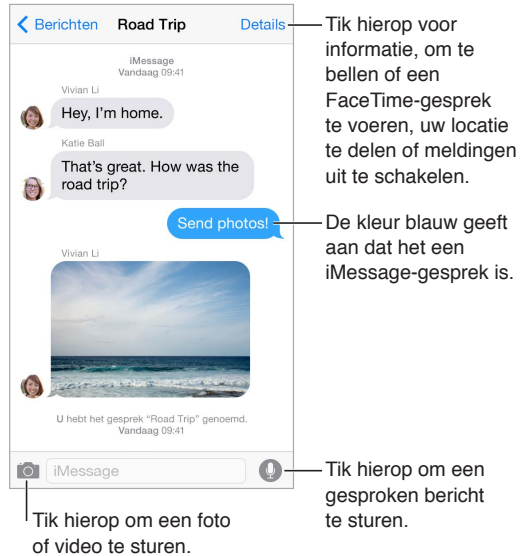 Berichten Road Trip Details
iMessage
Vandaag 09:41
Vivian Li
Hey, I'm home.
Katie Ball
That's great. How was the
road trip?
Send photos!
Vivian Li
U hebt het gesprek "Road Trip" genoemd.
Vandaag 09:41
iMessage
Tik hierop voor
informatie, om te
bellen of een
FaceTime-gesprek
te voeren, uw locatie
te delen of meldingen
uit te schakelen.
De kleur blauw geeft
aan dat het een
iMessage-gesprek is.
Tik hierop om een
gesproken bericht
te sturen.
Tik hierop om een foto
of video te sturen.